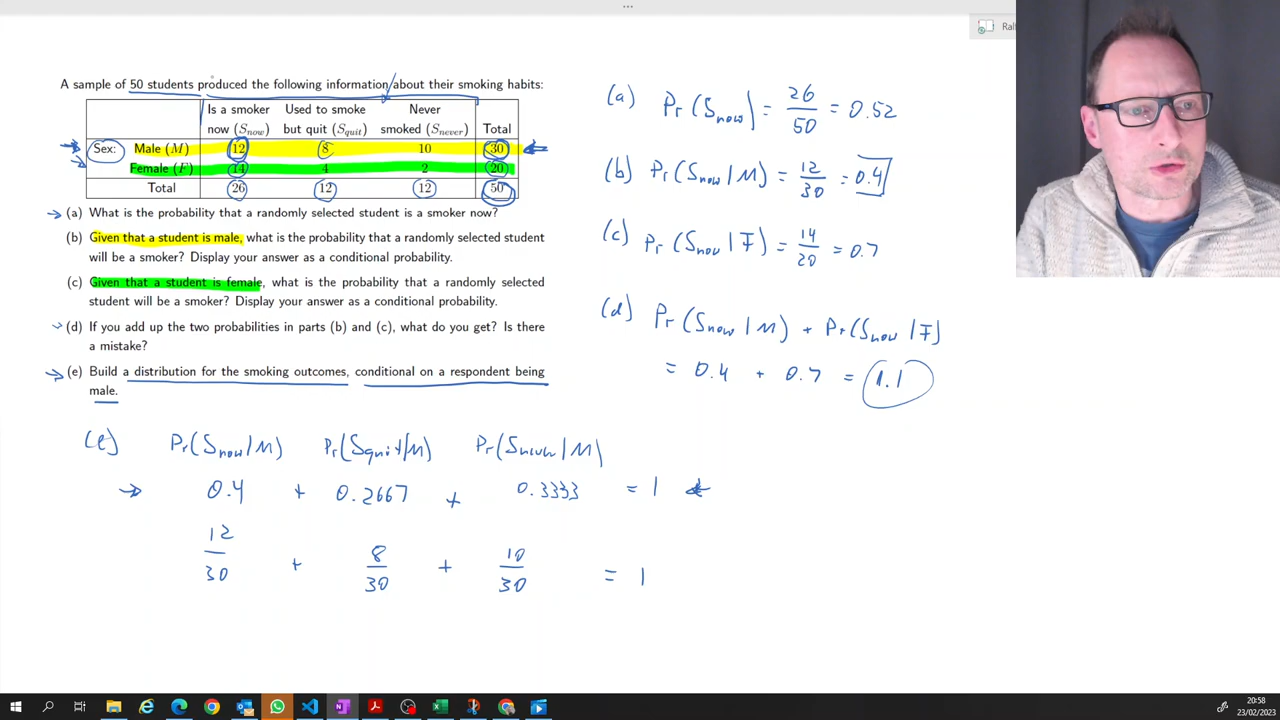 Ral
A sample of 50 students produced the following information about their smoking habits:
Is a smoker Used to smoke Never
now (S_now) but quit (S_quit) smoked (S_never) Total
Sex: Male (M) 12 8 10 30
Female (F) 14 4 2 20
Total 26 12 12 50
(a) What is the probability that a randomly selected student is a smoker now?
(b) Given that a student is male, what is the probability that a randomly selected student
will be a smoker? Display your answer as a conditional probability.
(c) Given that a student is female, what is the probability that a randomly selected
student will be a smoker? Display your answer as a conditional probability.
(d) If you add up the two probabilities in parts (b) and (c), what do you get? Is there
a mistake?
(e) Build a distribution for the smoking outcomes, conditional on a respondent being
male.
(a) Pr(S_now) = 26/50 = 0.52
(b) Pr(S_now | M) = 12/30 = 0.4
(c) Pr(S_now | F) = 14/20 = 0.7
(d) Pr(S_now | M) + Pr(S_now | F)
= 0.4 + 0.7 = 1.1
(e) Pr(S_now | M) Pr(S_quit | M) Pr(S_never | M)
0.4 + 0.2667 + 0.3333 = 1
12/30 + 8/30 + 10/30 = 1
20:58
23/02/2023